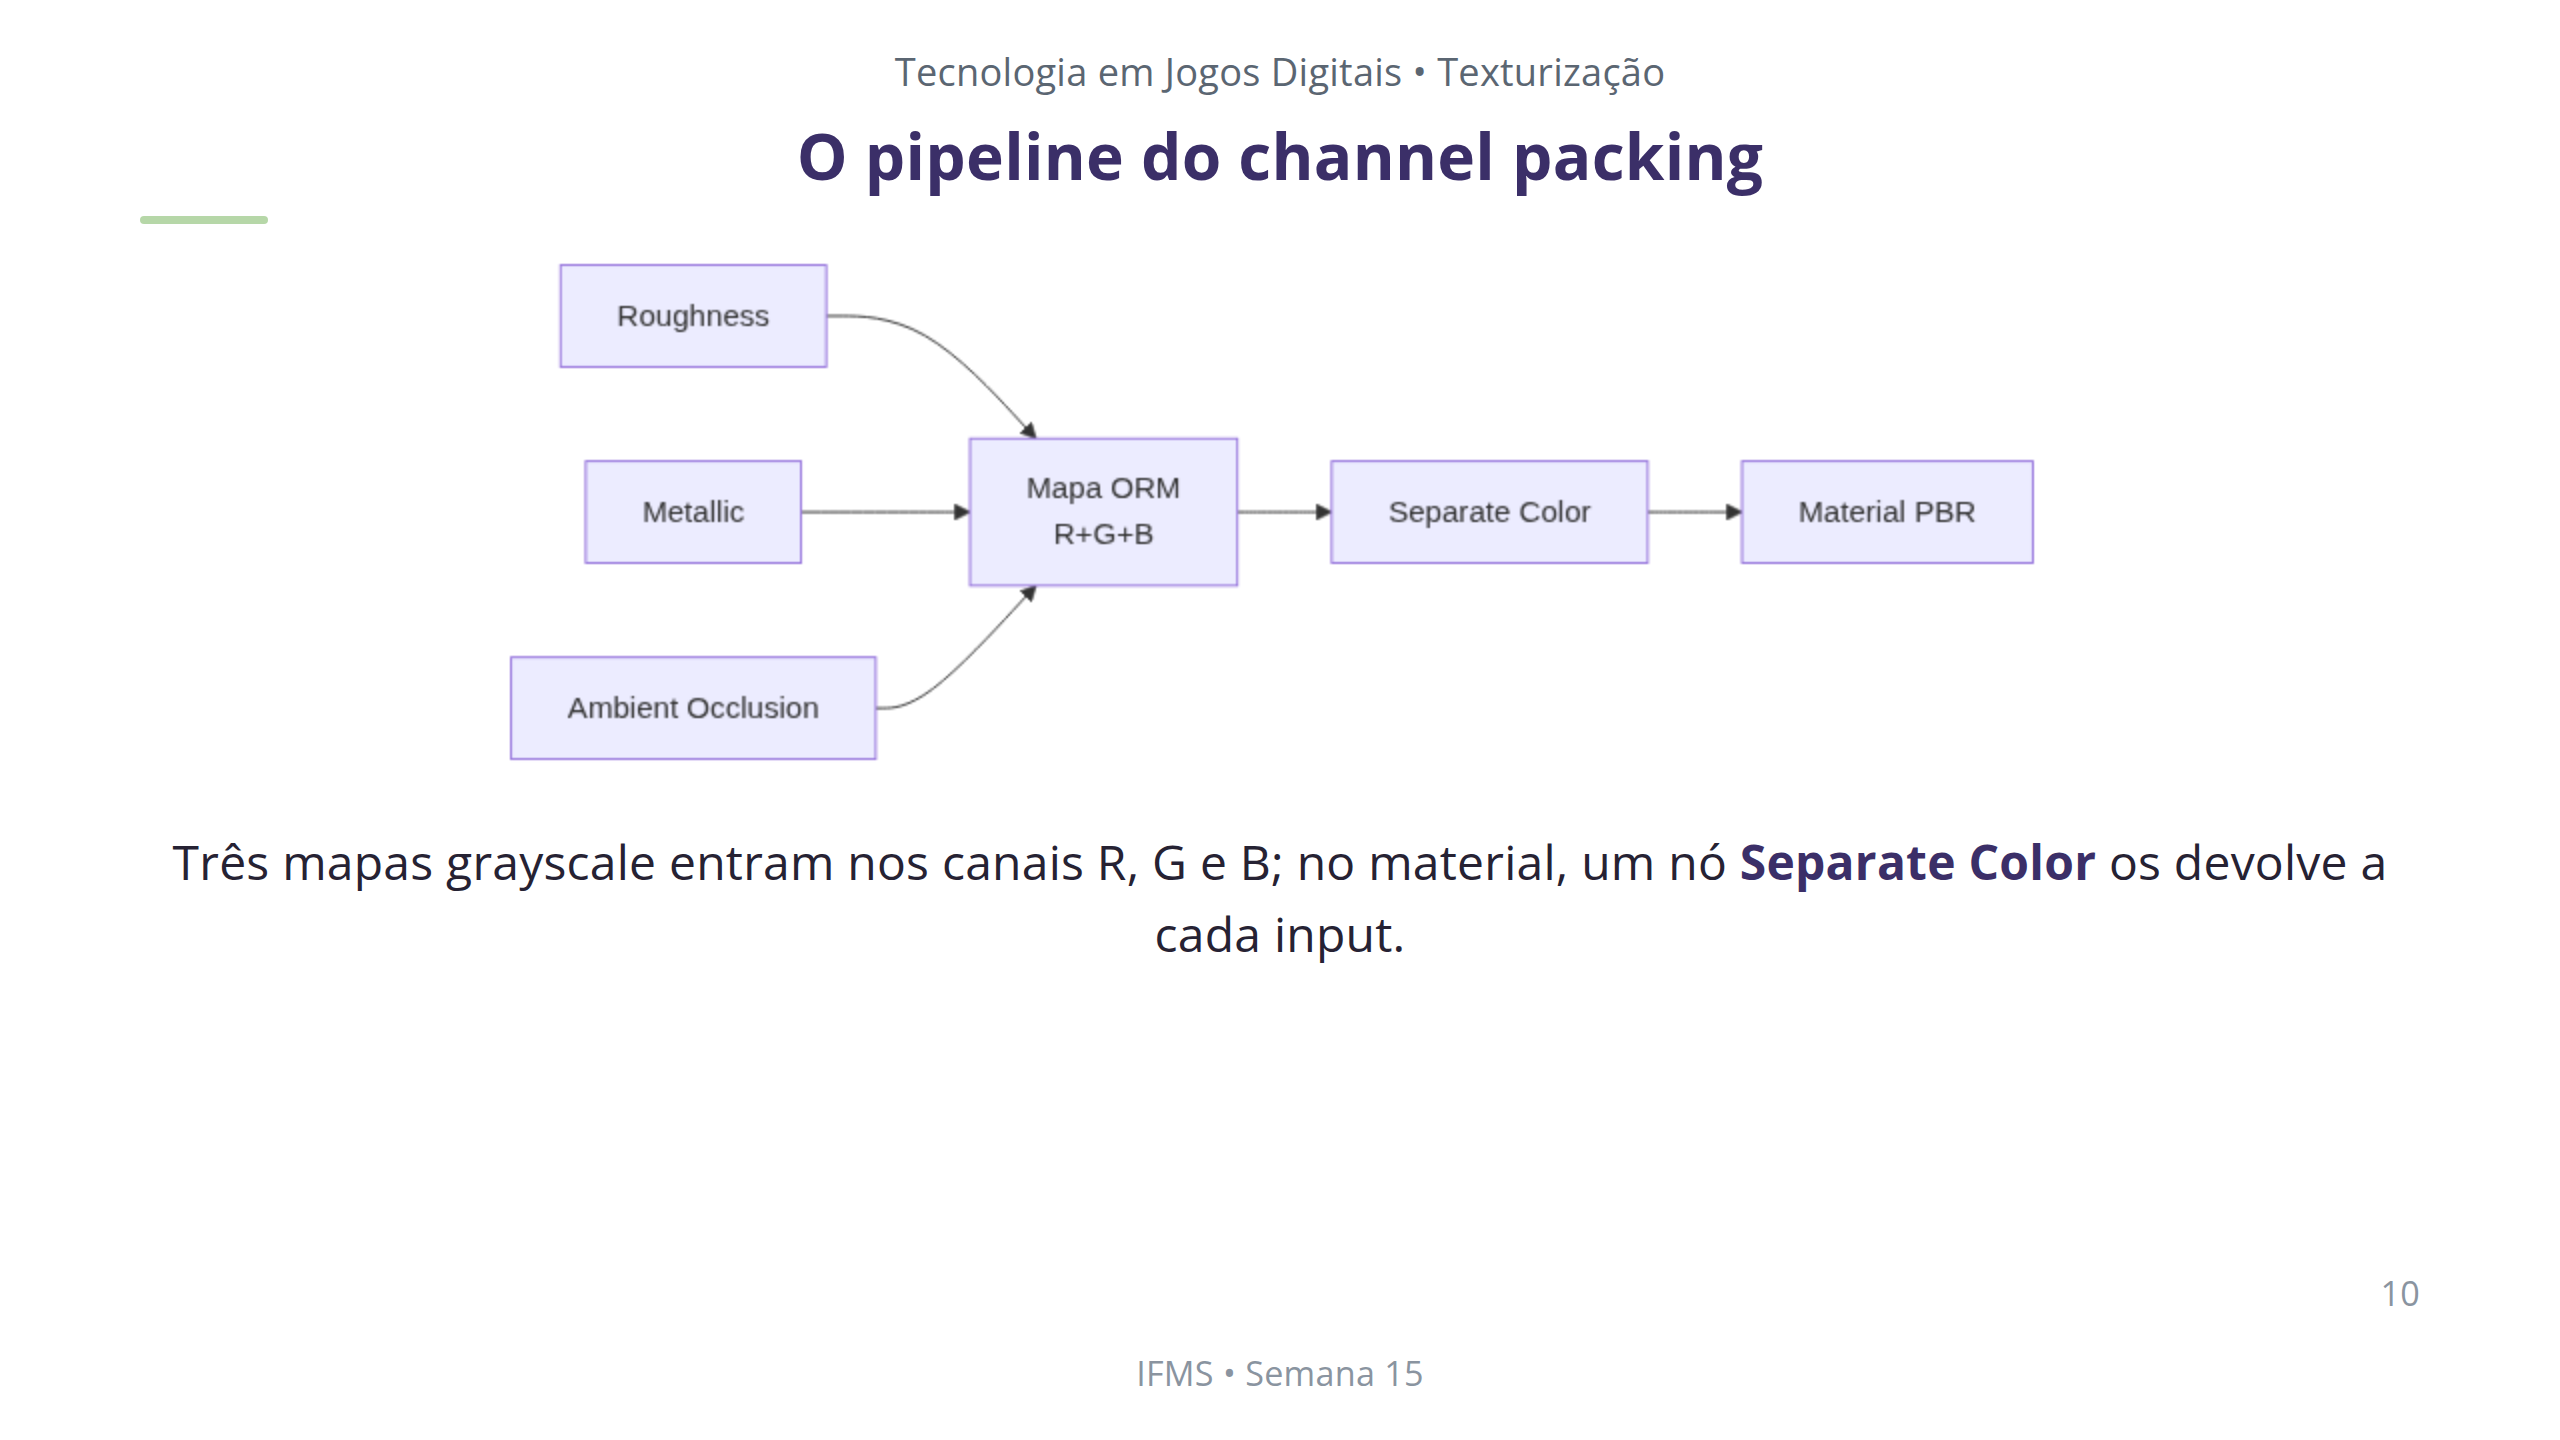 Tecnologia em Jogos Digitais • Texturização
O pipeline do channel packing
Roughness
Metallic
Ambient Occlusion
Mapa ORM
R+G+B
Separate Color
Material PBR
Três mapas grayscale entram nos canais R, G e B; no material, um nó Separate Color os devolve a
cada input.
10
IFMS • Semana 15